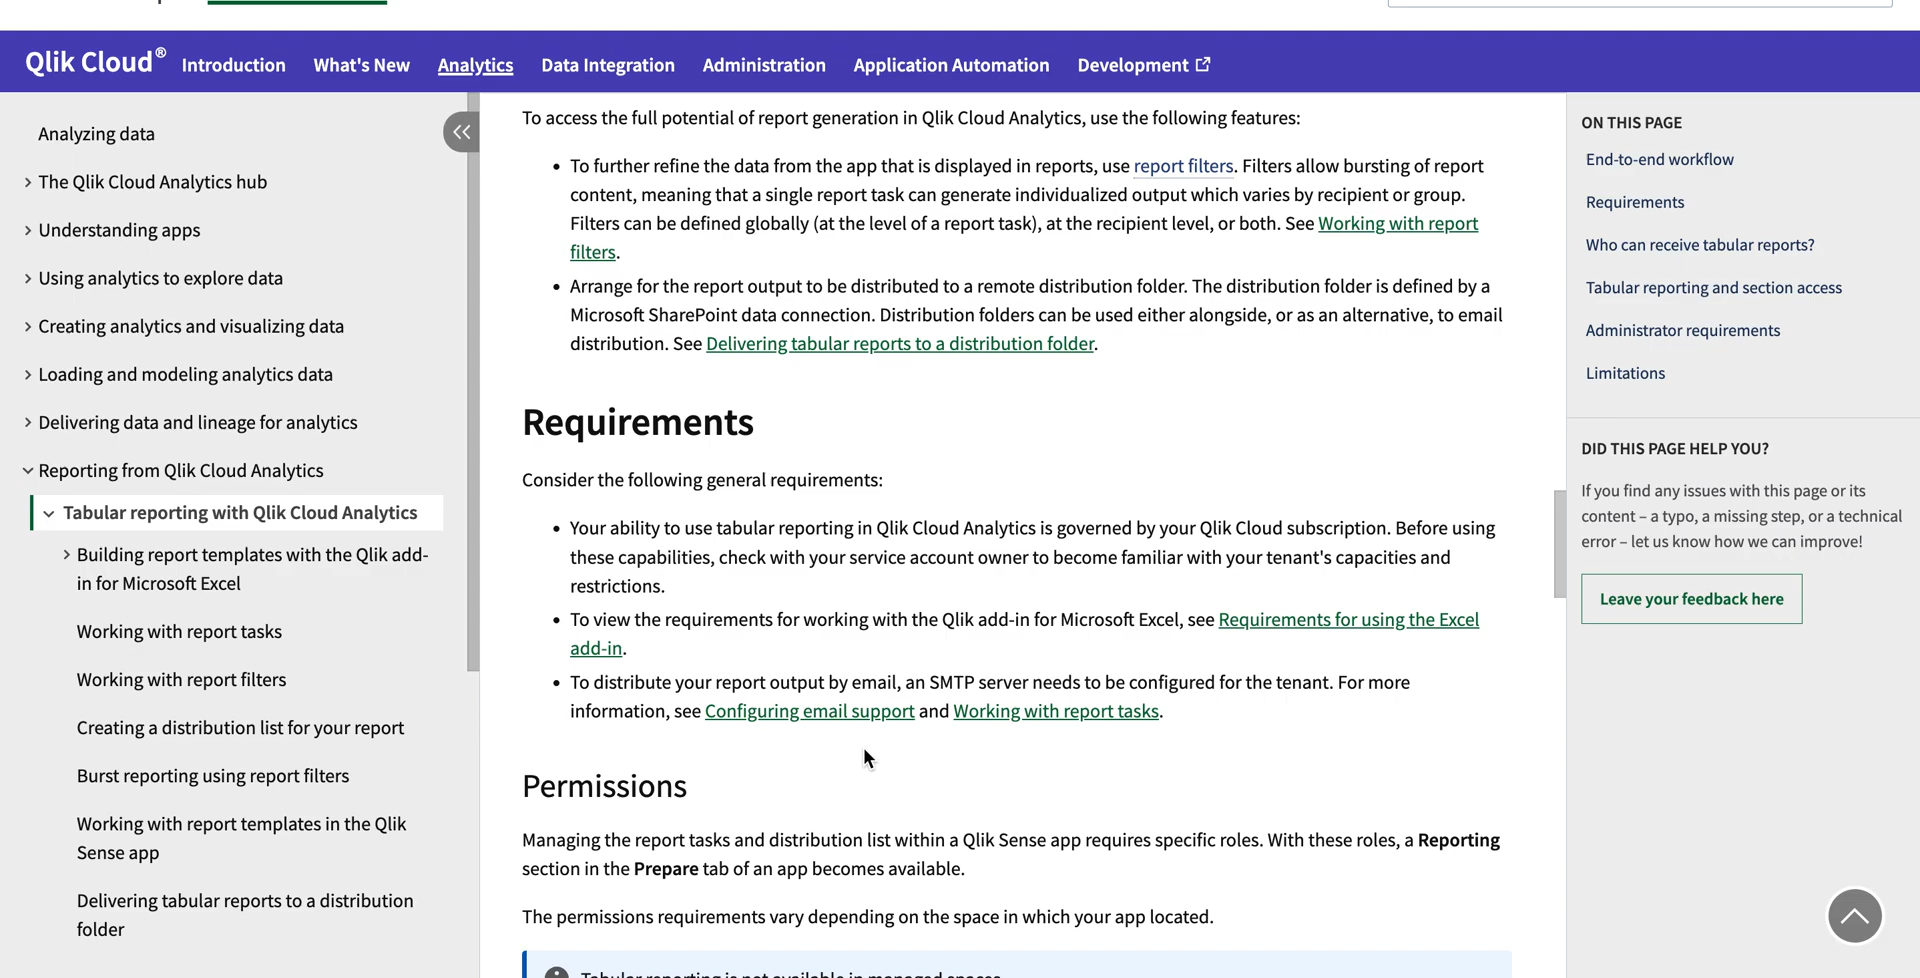 Qlik Cloud® Introduction What's New Analytics Data Integration Administration Application Automation Development
Analyzing data
The Qlik Cloud Analytics hub
Understanding apps
Using analytics to explore data
Creating analytics and visualizing data
Loading and modeling analytics data
Delivering data and lineage for analytics
Reporting from Qlik Cloud Analytics
Tabular reporting with Qlik Cloud Analytics
Building report templates with the Qlik add-
in for Microsoft Excel
Working with report tasks
Working with report filters
Creating a distribution list for your report
Burst reporting using report filters
Working with report templates in the Qlik
Sense app
Delivering tabular reports to a distribution
folder
To access the full potential of report generation in Qlik Cloud Analytics, use the following features:
• To further refine the data from the app that is displayed in reports, use report filters. Filters allow bursting of report
content, meaning that a single report task can generate individualized output which varies by recipient or group.
Filters can be defined globally (at the level of a report task), at the recipient level, or both. See Working with report
filters.
• Arrange for the report output to be distributed to a remote distribution folder. The distribution folder is defined by a
Microsoft SharePoint data connection. Distribution folders can be used either alongside, or as an alternative, to email
distribution. See Delivering tabular reports to a distribution folder.
Requirements
Consider the following general requirements:
• Your ability to use tabular reporting in Qlik Cloud Analytics is governed by your Qlik Cloud subscription. Before using
these capabilities, check with your service account owner to become familiar with your tenant's capacities and
restrictions.
• To view the requirements for working with the Qlik add-in for Microsoft Excel, see Requirements for using the Excel
add-in.
• To distribute your report output by email, an SMTP server needs to be configured for the tenant. For more
information, see Configuring email support and Working with report tasks.
Permissions
Managing the report tasks and distribution list within a Qlik Sense app requires specific roles. With these roles, a Reporting
section in the Prepare tab of an app becomes available.
The permissions requirements vary depending on the space in which your app located.
Tabular reporting is not available in managed spaces
ON THIS PAGE
End-to-end workflow
Requirements
Who can receive tabular reports?
Tabular reporting and section access
Administrator requirements
Limitations
DID THIS PAGE HELP YOU?
If you find any issues with this page or its
content – a typo, a missing step, or a technical
error – let us know how we can improve!
Leave your feedback here